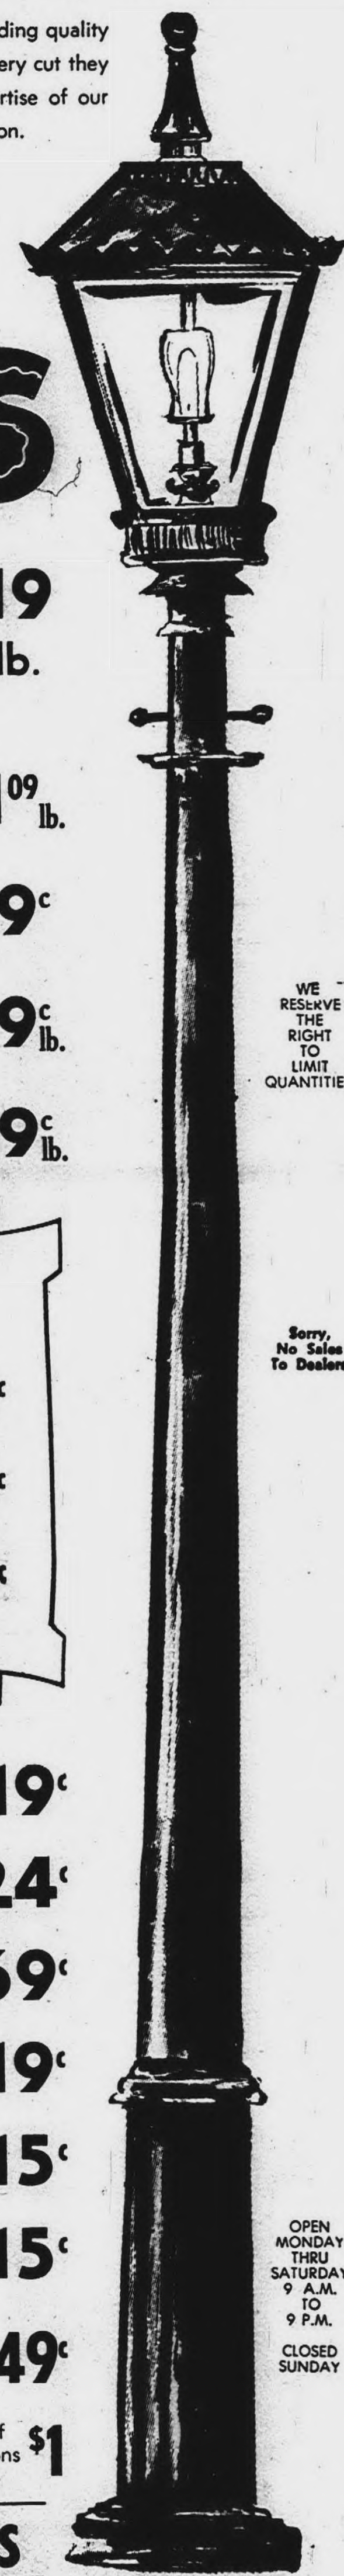 ding quality
ery cut they
rtise of our
on.
S
19
lb.
1 09
lb.
9c
9c
lb.
9c
lb.
WE
RESERVE
THE
RIGHT
TO
LIMIT
QUANTITIE
Sorry,
No Sales
To Dealers
c
c
c
19c
24c
69c
19c
15c
15c
49c
f
ons $1
S
OPEN
MONDAY
THRU
SATURDAY
9 A.M.
TO
9 P.M.
CLOSED
SUNDAY